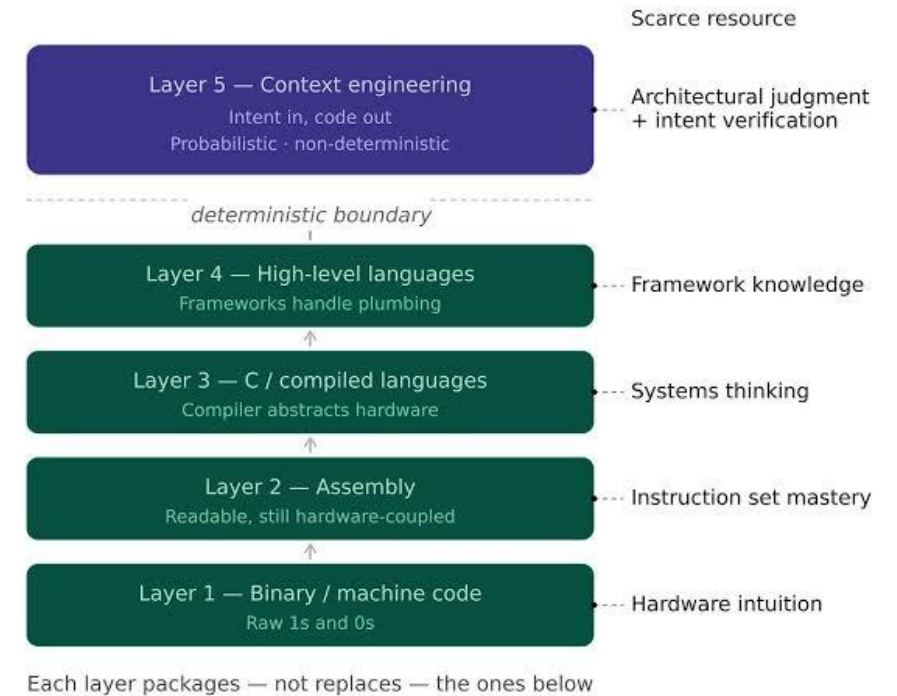 Scarce resource
Layer 5 — Context engineering
Intent in, code out
Probabilistic · non-deterministic
Architectural judgment
+ intent verification
deterministic boundary
Layer 4 — High-level languages
Frameworks handle plumbing
Framework knowledge
Layer 3 — C / compiled languages
Compiler abstracts hardware
Systems thinking
Layer 2 — Assembly
Readable, still hardware-coupled
Instruction set mastery
Layer 1 — Binary / machine code
Raw 1s and 0s
Hardware intuition
Each layer packages — not replaces — the ones below